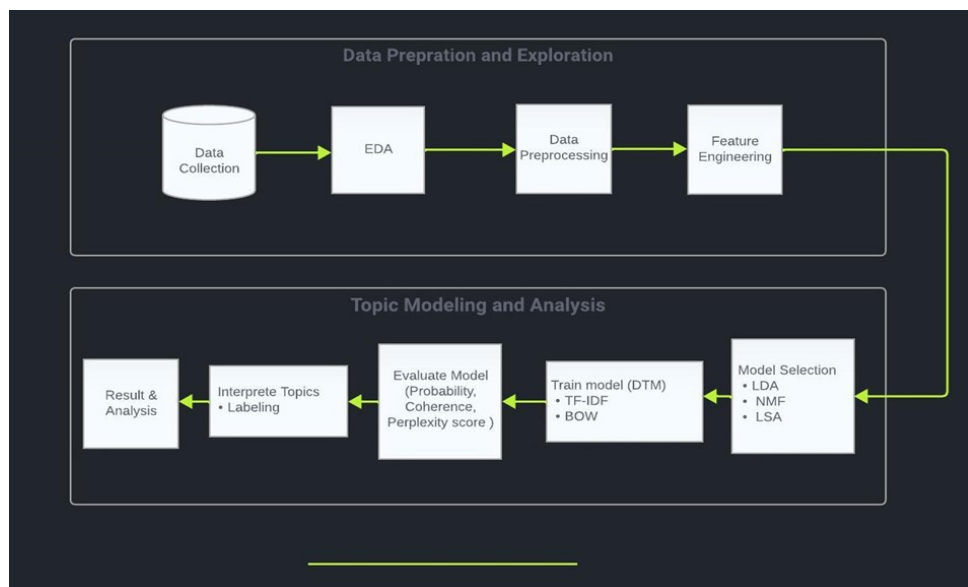 Data Prepration and Exploration
Data
Collection
EDA
Data
Preprocessing
Feature
Engineering
Topic Modeling and Analysis
Model Selection
• LDA
• NMF
• LSA
Train model (DTM)
• TF-IDF
• BOW
Evaluate Model
(Probability,
Coherence,
Perplexity score )
Interprete Topics
• Labeling
Result &
Analysis